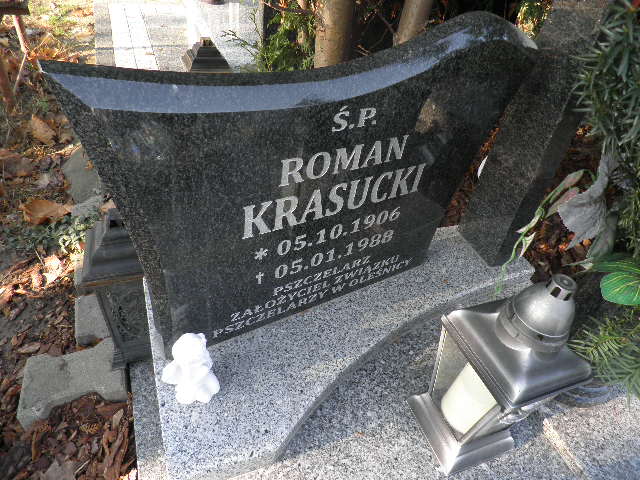 Ś.P.
ROMAN
KRASUCKI
* 05.10.1906
† 05.01.1988
PSZCZELARZ
ZAŁOŻYCIEL ZWIĄZKU
PSZCZELARZY W OLEŚNICY